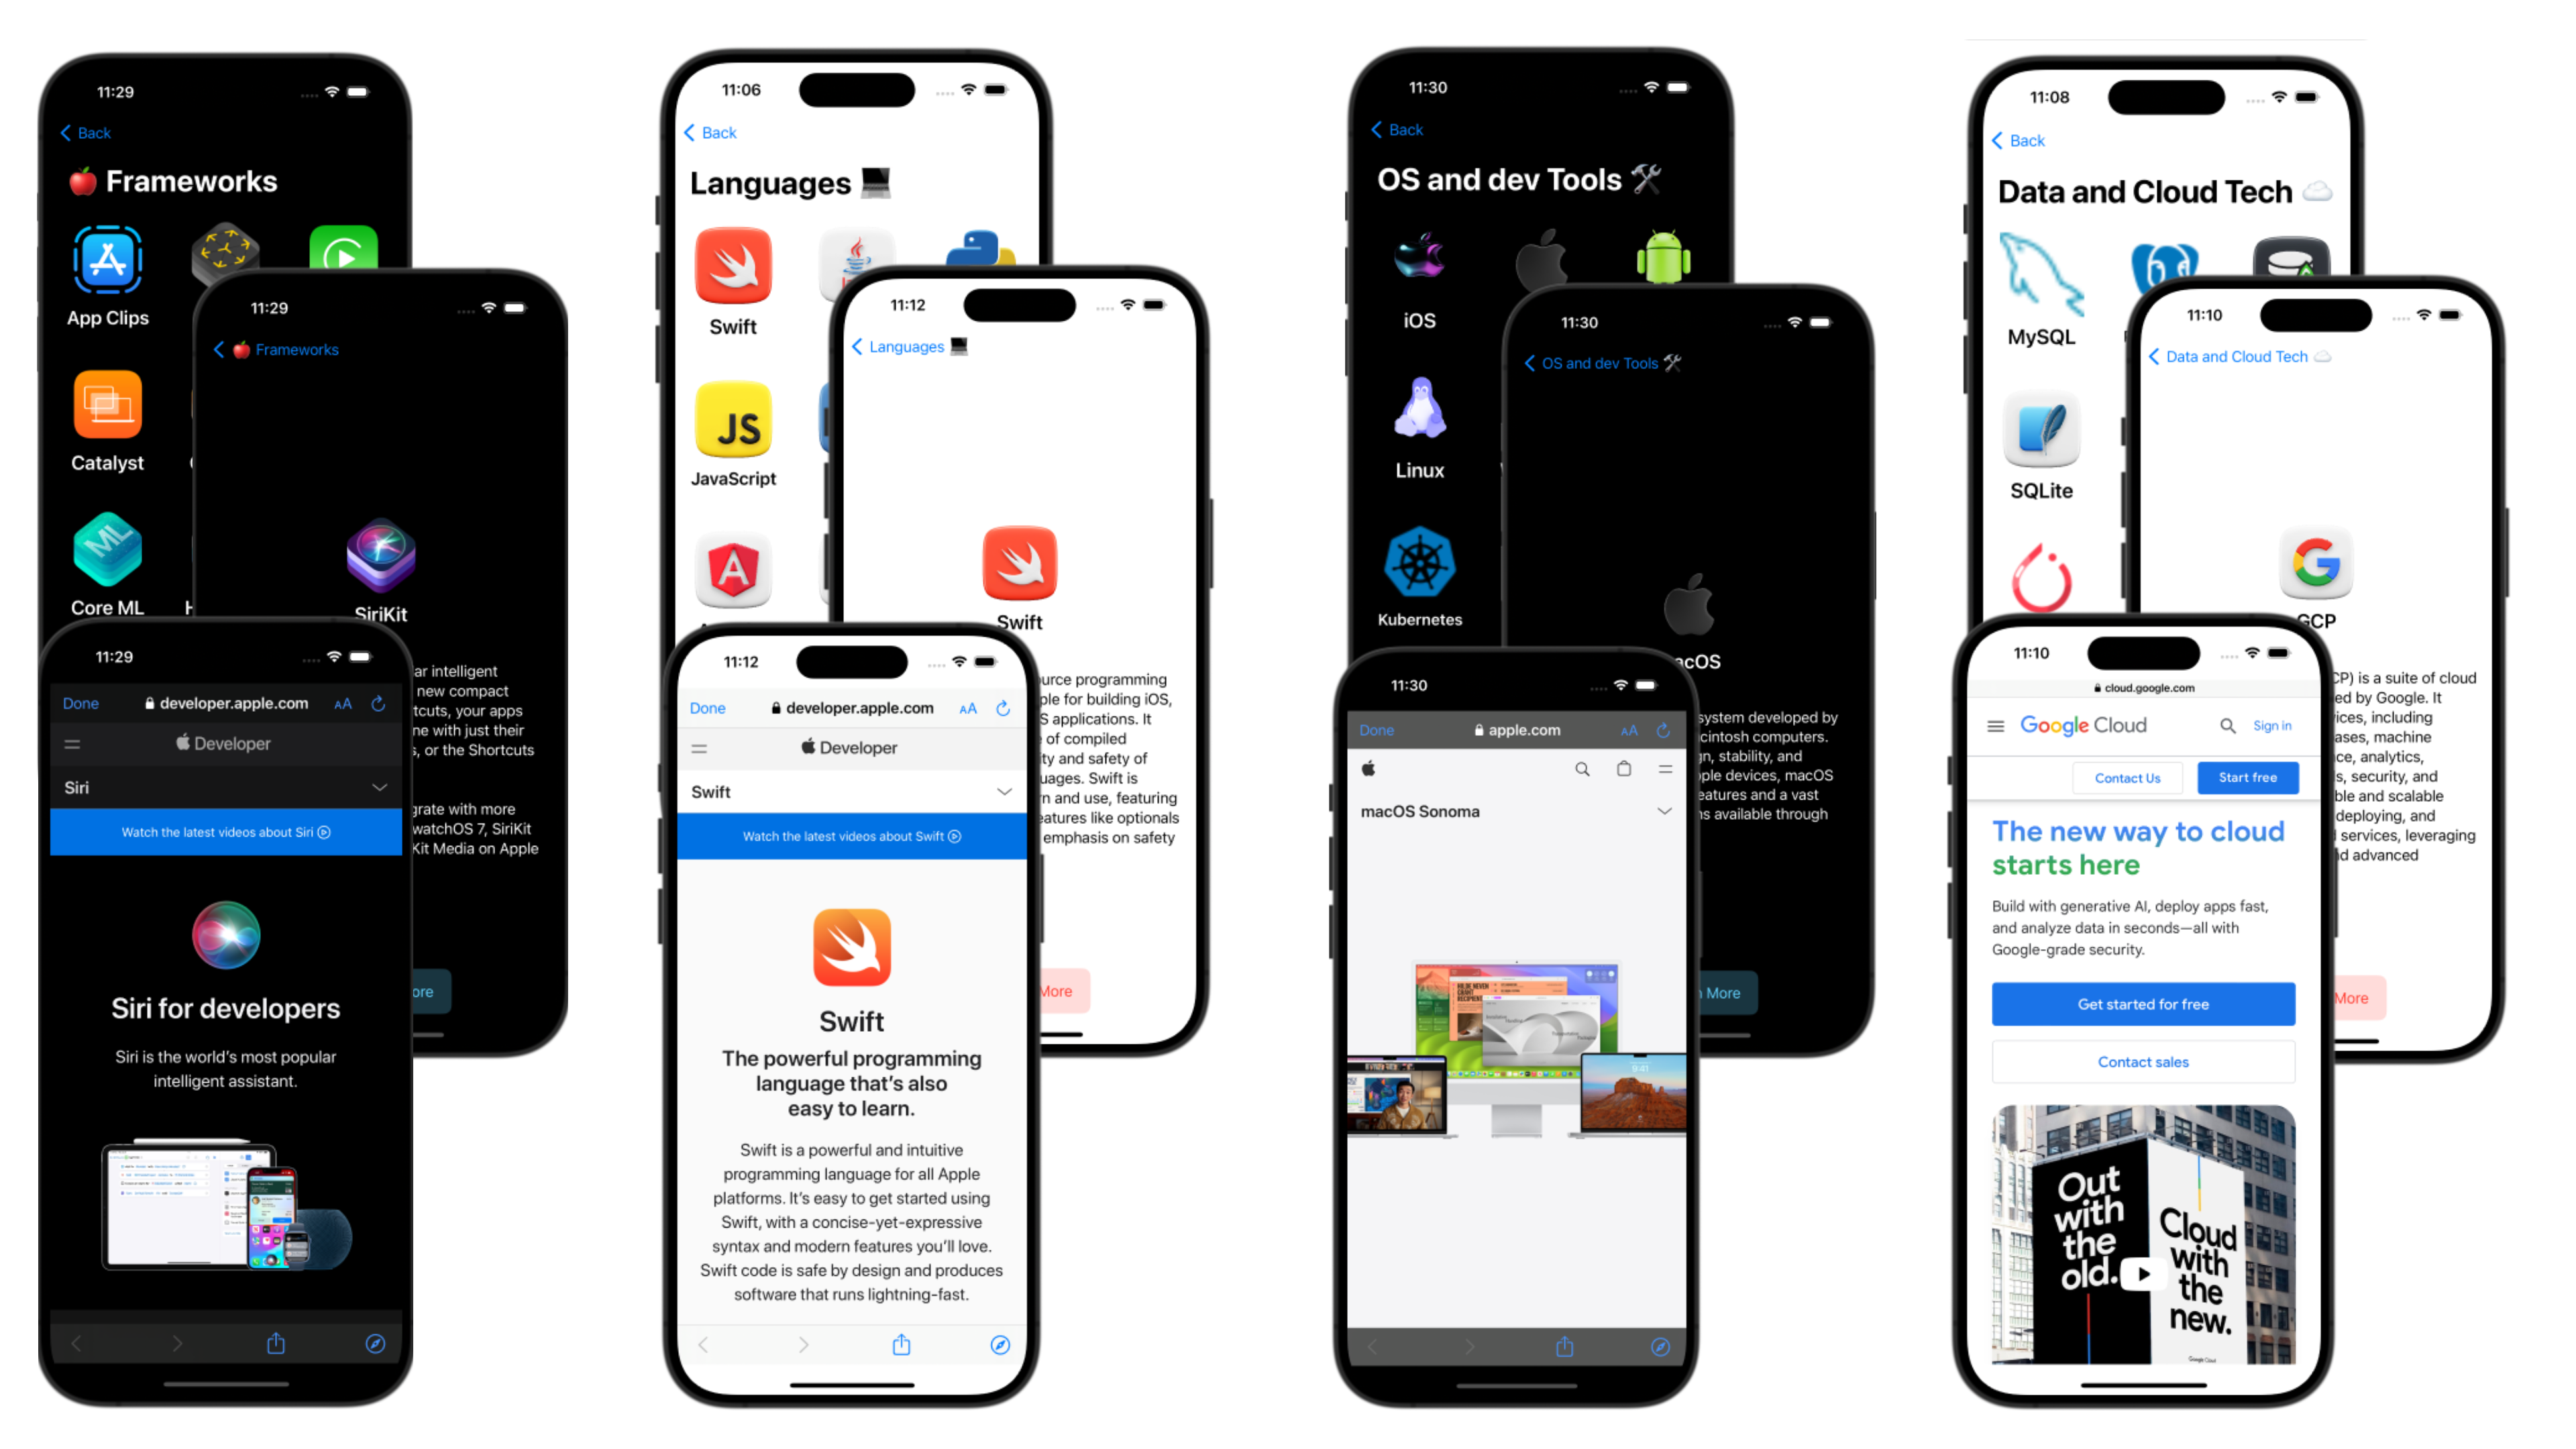 11:29
Back
🍎 Frameworks
App Clips
Catalyst
ML
Core ML
11:29
🍎 Frameworks
SiriKit
ar intelligent
new compact
tcuts, your apps
ne with just their
s, or the Shortcuts
grate with more
watchOS 7, SiriKit
Kit Media on Apple
ore
11:29
Done
developer.apple.com
AA
Developer
Siri
Watch the latest videos about Siri
Siri for developers
Siri is the world's most popular
intelligent assistant.
11:06
Back
Languages 💻
Swift
JS
JavaScript
A
11:12
Languages 💻
Swift
urce programming
ple for building iOS,
S applications. It
of compiled
ity and safety of
uages. Swift is
rn and use, featuring
eatures like optionals
emphasis on safety
More
11:12
Done
developer.apple.com
AA
Developer
Swift
Watch the latest videos about Swift
Swift
The powerful programming
language that's also
easy to learn.
Swift is a powerful and intuitive
programming language for all Apple
platforms. It's easy to get started using
Swift, with a concise-yet-expressive
syntax and modern features you'll love.
Swift code is safe by design and produces
software that runs lightning-fast.
11:30
Back
OS and dev Tools 🛠
iOS
Linux
Kubernetes
11:30
OS and dev Tools 🛠
acOS
system developed by
cintosh computers.
n, stability, and
ple devices, macOS
eatures and a vast
ns available through
n More
11:30
Done
apple.com
AA
macOS Sonoma
9:41
11:08
Back
Data and Cloud Tech ☁️
MySQL
SQLite
11:10
Data and Cloud Tech ☁️
G
GCP
CP) is a suite of cloud
ed by Google. It
ices, including
ases, machine
ce, analytics,
s, security, and
ble and scalable
deploying, and
services, leveraging
d advanced
More
11:10
cloud.google.com
Google Cloud
Sign in
Contact Us
Start free
The new way to cloud
starts here
Build with generative AI, deploy apps fast,
and analyze data in seconds—all with
Google-grade security.
Get started for free
Contact sales
Out
with
the
old.
Cloud
with
the
new.
Google Cloud